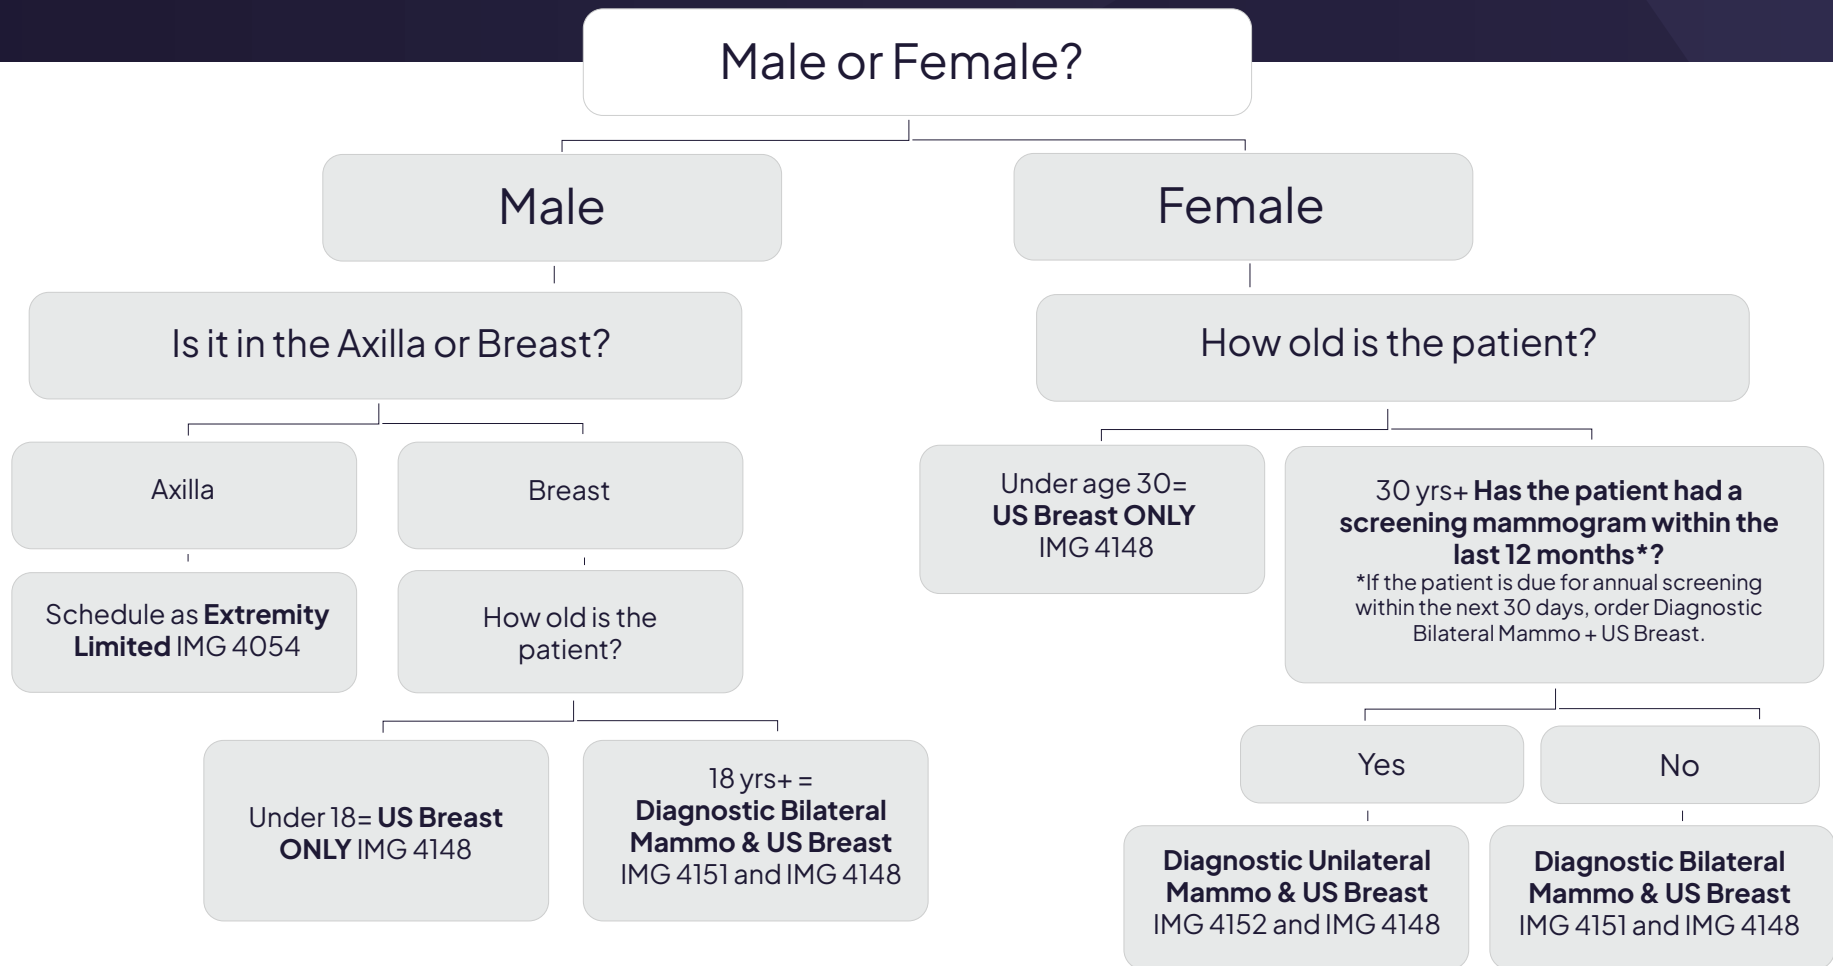 Male or Female?
Male
Female
Is it in the Axilla or Breast?
How old is the patient?
Axilla
Breast
Under age 30=
US Breast ONLY
IMG 4148
30 yrs+ Has the patient had a
screening mammogram within the
last 12 months*?
*If the patient is due for annual screening
within the next 30 days, order Diagnostic
Bilateral Mammo + US Breast.
Schedule as Extremity
Limited IMG 4054
How old is the
patient?
Under 18= US Breast
ONLY IMG 4148
18 yrs+ =
Diagnostic Bilateral
Mammo & US Breast
IMG 4151 and IMG 4148
Yes
No
Diagnostic Unilateral
Mammo & US Breast
IMG 4152 and IMG 4148
Diagnostic Bilateral
Mammo & US Breast
IMG 4151 and IMG 4148